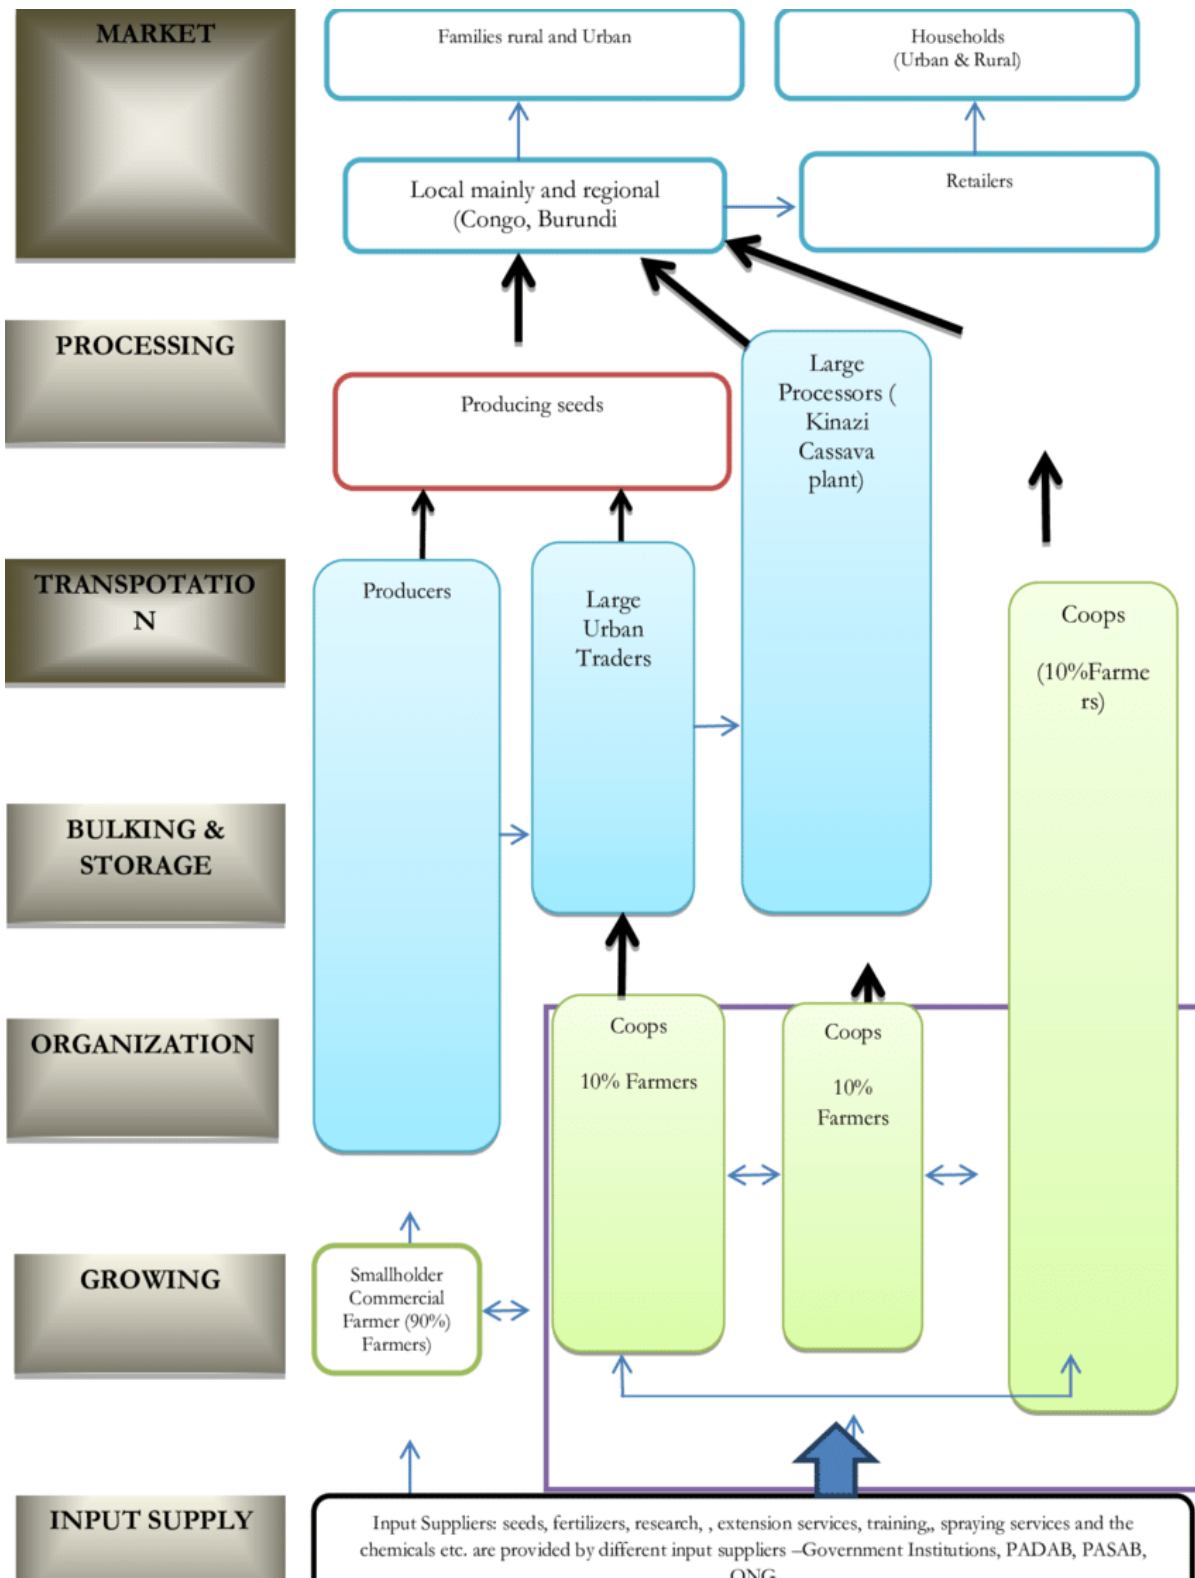 MARKET
Families rural and Urban
Households
(Urban & Rural)
Local mainly and regional
(Congo, Burundi
Retailers
PROCESSING
Producing seeds
Large
Processors (
Kinazi
Cassava
plant)
TRANSPOTATIO
N
Producers
Large
Urban
Traders
Coops
(10%Farme
rs)
BULKING &
STORAGE
ORGANIZATION
Coops
10% Farmers
Coops
10%
Farmers
GROWING
Smallholder
Commercial
Farmer (90%)
Farmers)
INPUT SUPPLY
Input Suppliers: seeds, fertilizers, research, , extension services, training,, spraying services and the
chemicals etc. are provided by different input suppliers –Government Institutions, PADAB, PASAB,
ONG